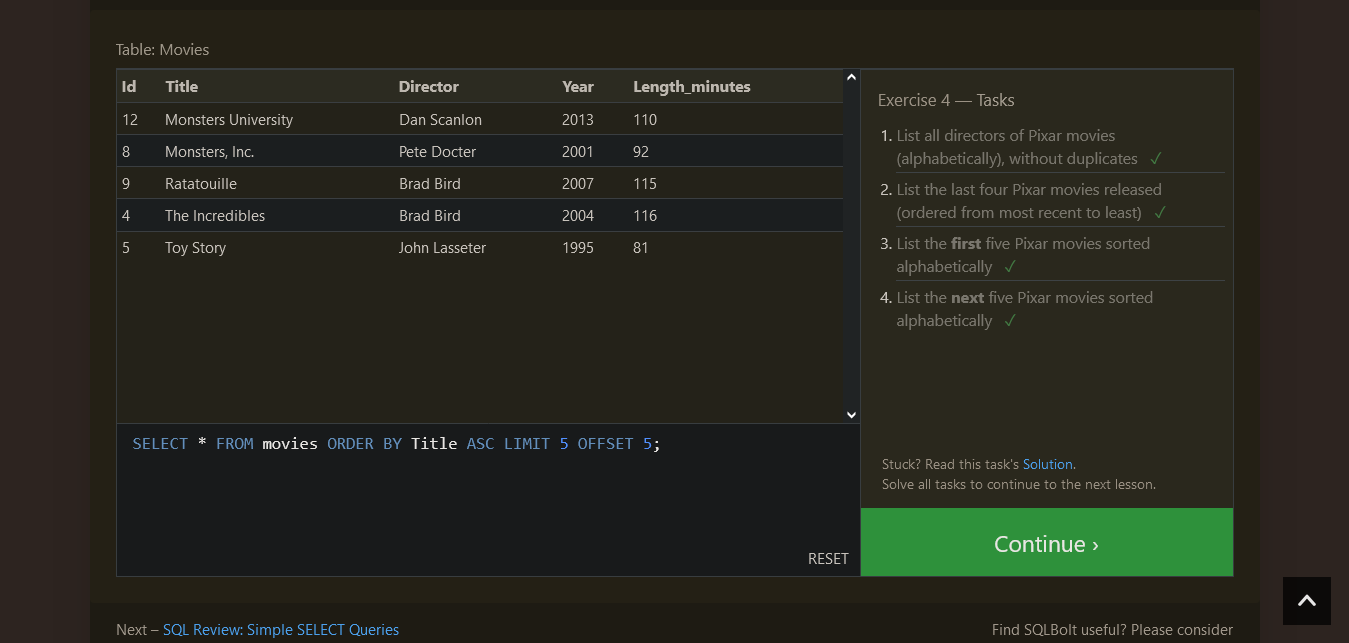 Table: Movies
Id Title Director Year Length_minutes
12 Monsters University Dan Scanlon 2013 110
8 Monsters, Inc. Pete Docter 2001 92
9 Ratatouille Brad Bird 2007 115
4 The Incredibles Brad Bird 2004 116
5 Toy Story John Lasseter 1995 81
SELECT * FROM movies ORDER BY Title ASC LIMIT 5 OFFSET 5;
RESET
Exercise 4 — Tasks
1. List all directors of Pixar movies
(alphabetically), without duplicates ✓
2. List the last four Pixar movies released
(ordered from most recent to least) ✓
3. List the first five Pixar movies sorted
alphabetically ✓
4. List the next five Pixar movies sorted
alphabetically ✓
Stuck? Read this task's Solution.
Solve all tasks to continue to the next lesson.
Continue ›
Next – SQL Review: Simple SELECT Queries
Find SQLBolt useful? Please consider